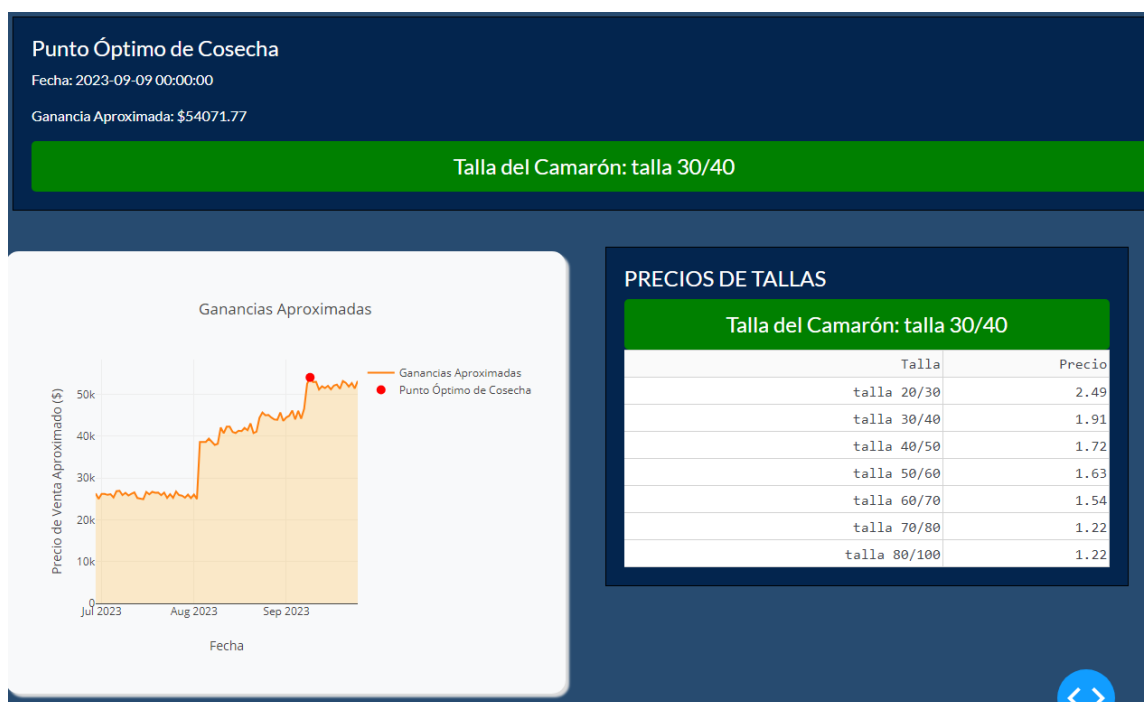 Punto Óptimo de Cosecha
Fecha: 2023-09-09 00:00:00
Ganancia Aproximada: $54071.77
Talla del Camarón: talla 30/40
Ganancias Aproximadas
Ganancias Aproximadas
Punto Óptimo de Cosecha
Precio de Venta Aproximado ($)
50k
40k
30k
20k
10k
0
Jul 2023 Aug 2023 Sep 2023
Fecha
PRECIOS DE TALLAS
Talla del Camarón: talla 30/40
Talla Precio
talla 20/30 2.49
talla 30/40 1.91
talla 40/50 1.72
talla 50/60 1.63
talla 60/70 1.54
talla 70/80 1.22
talla 80/100 1.22